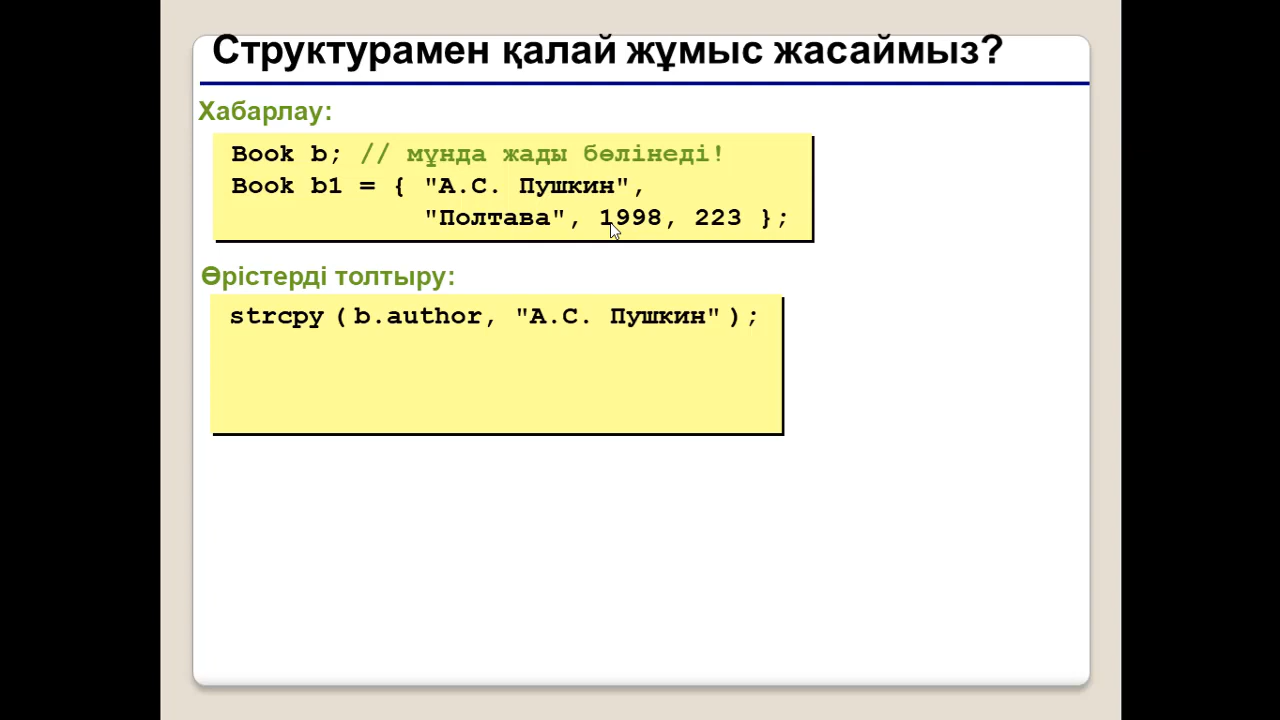 Структурамен қалай жұмыс жасаймыз?
Хабарлау:
Book b; // мұнда жады бөлінеді!
Book b1 = { "А.С. Пушкин",
"Полтава", 1998, 223 };
Өрістерді толтыру:
strcpy ( b.author, "А.С. Пушкин" );